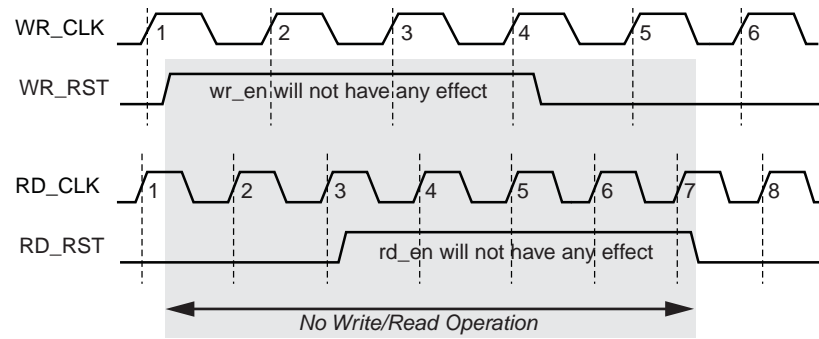 WR_CLK 1 2 3 4 5 6
WR_RST wr_en will not have any effect
RD_CLK 1 2 3 4 5 6 7 8
RD_RST rd_en will not have any effect
No Write/Read Operation